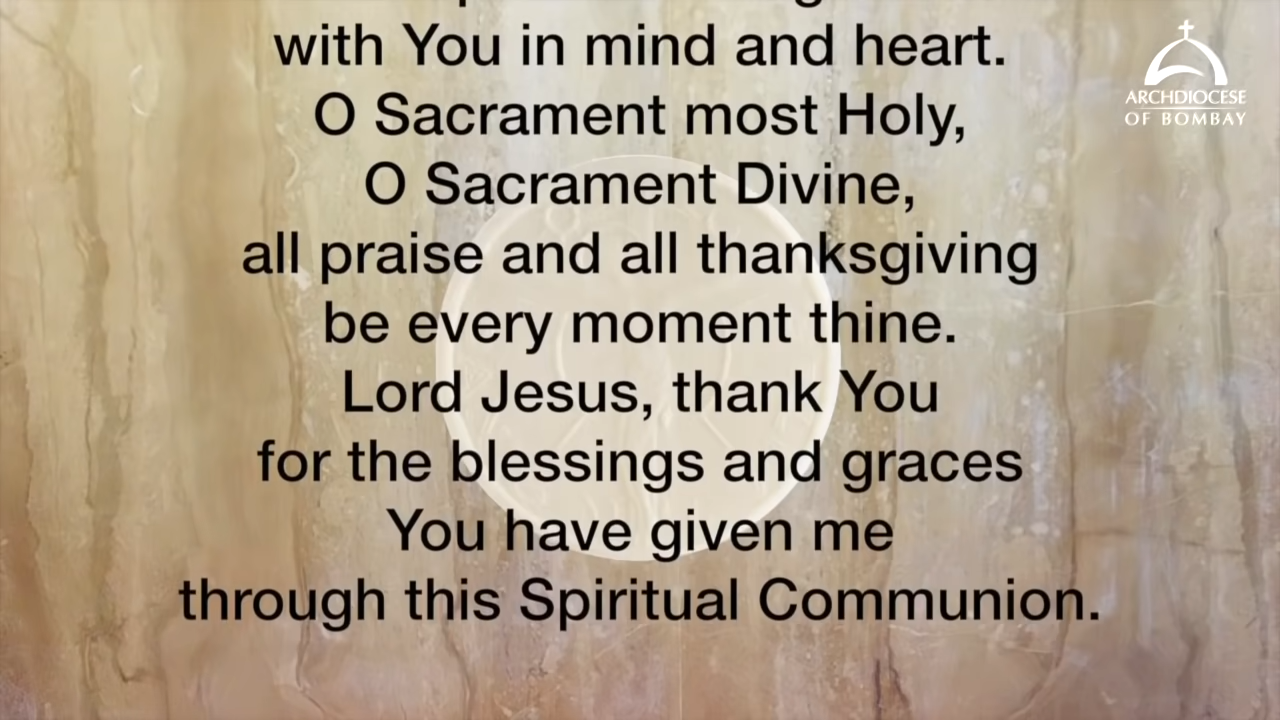 with You in mind and heart.
O Sacrament most Holy,
O Sacrament Divine,
all praise and all thanksgiving
be every moment thine.
Lord Jesus, thank You
for the blessings and graces
You have given me
through this Spiritual Communion.
ARCHDIOCESE
OF BOMBAY